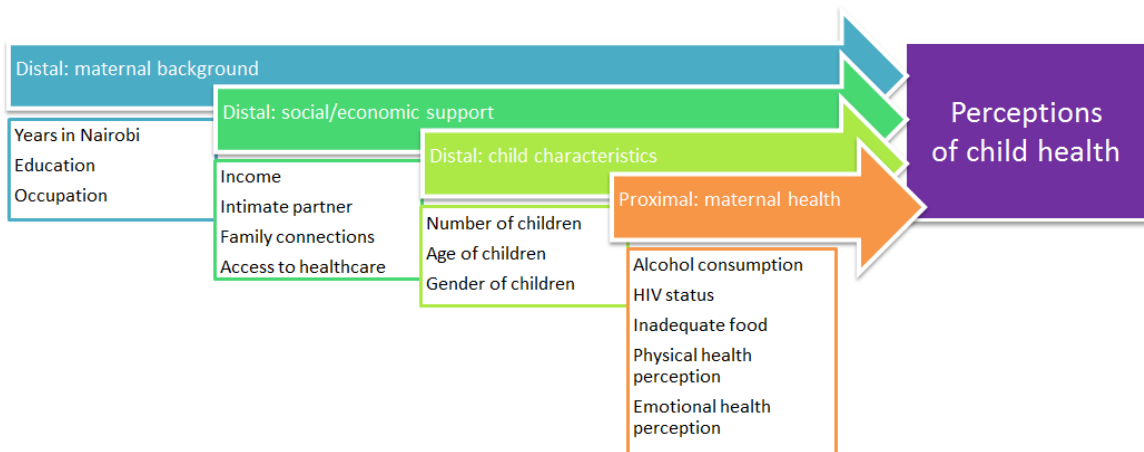 Distal: maternal background
Years in Nairobi
Education
Occupation
Distal: social/economic support
Income
Intimate partner
Family connections
Access to healthcare
Distal: child characteristics
Number of children
Age of children
Gender of children
Proximal: maternal health
Alcohol consumption
HIV status
Inadequate food
Physical health
perception
Emotional health
perception
Perceptions
of child health